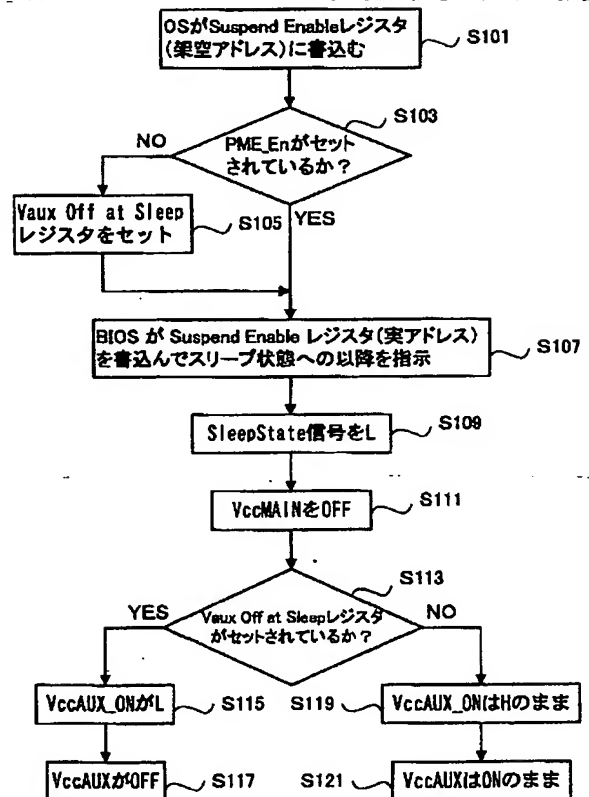 OSがSuspend Enableレジスタ
(架空アドレス)に書込む
S101
S103
NO
PME_Enがセット
されているか？
Vaux Off at Sleep
レジスタをセット
S105
YES
BIOS が Suspend Enable レジスタ(実アドレス)
を書込んでスリープ状態への以降を指示
S107
SleepState信号をL
S109
VccMAINをOFF
S111
S113
YES
Vaux Off at Sleepレジスタ
がセットされているか？
NO
VccAUX_ONがL
S115
S119
VccAUX_ONはHのまま
VccAUXがOFF
S117
S121
VccAUXはONのまま